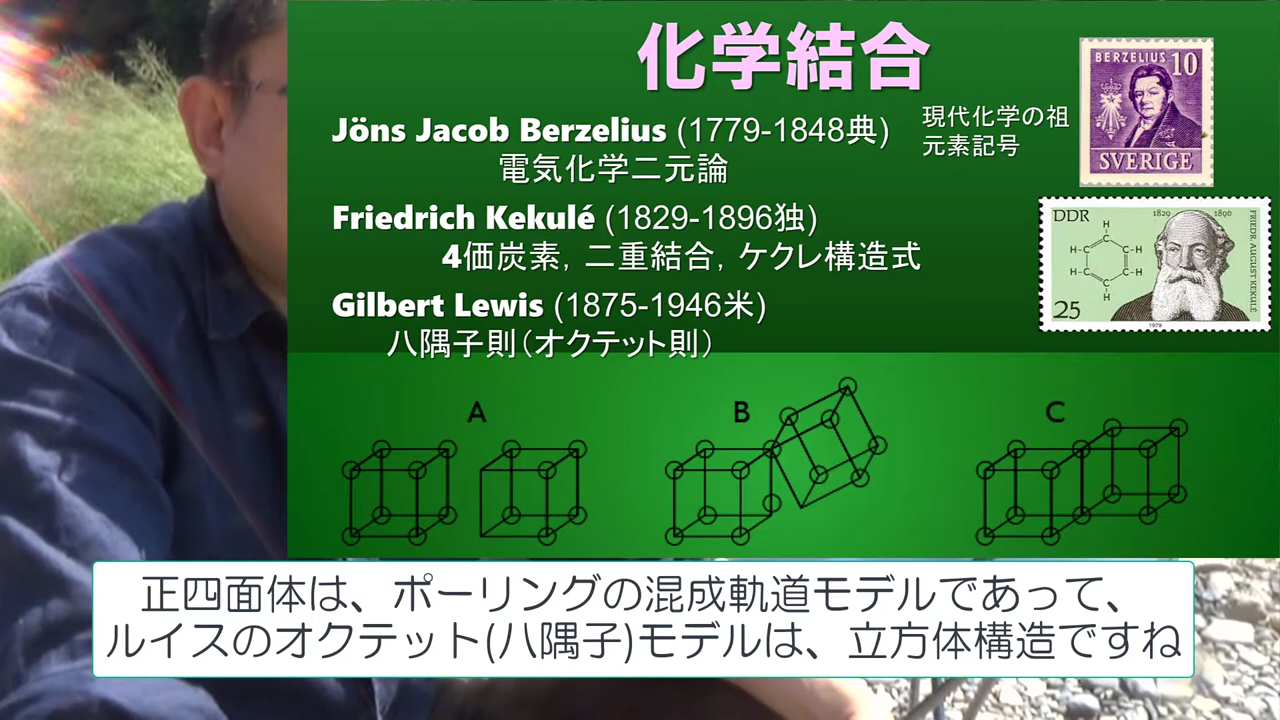 化学結合
Jöns Jacob Berzelius (1779-1848典)
電気化学二元論
現代化学の祖
元素記号
BERZELIUS 10
SVERIGE
Friedrich Kekulé (1829-1896独)
4価炭素, 二重結合, ケクレ構造式
DDR
1829
1896
FRIEDR. AUGUST KEKULÉ
H
H
H
H
H
H
25
1979
Gilbert Lewis (1875-1946米)
八隅子則(オクテット則)
A
B
C
正四面体は、ポーリングの混成軌道モデルであって、
ルイスのオクテット(八隅子)モデルは、立方体構造ですね